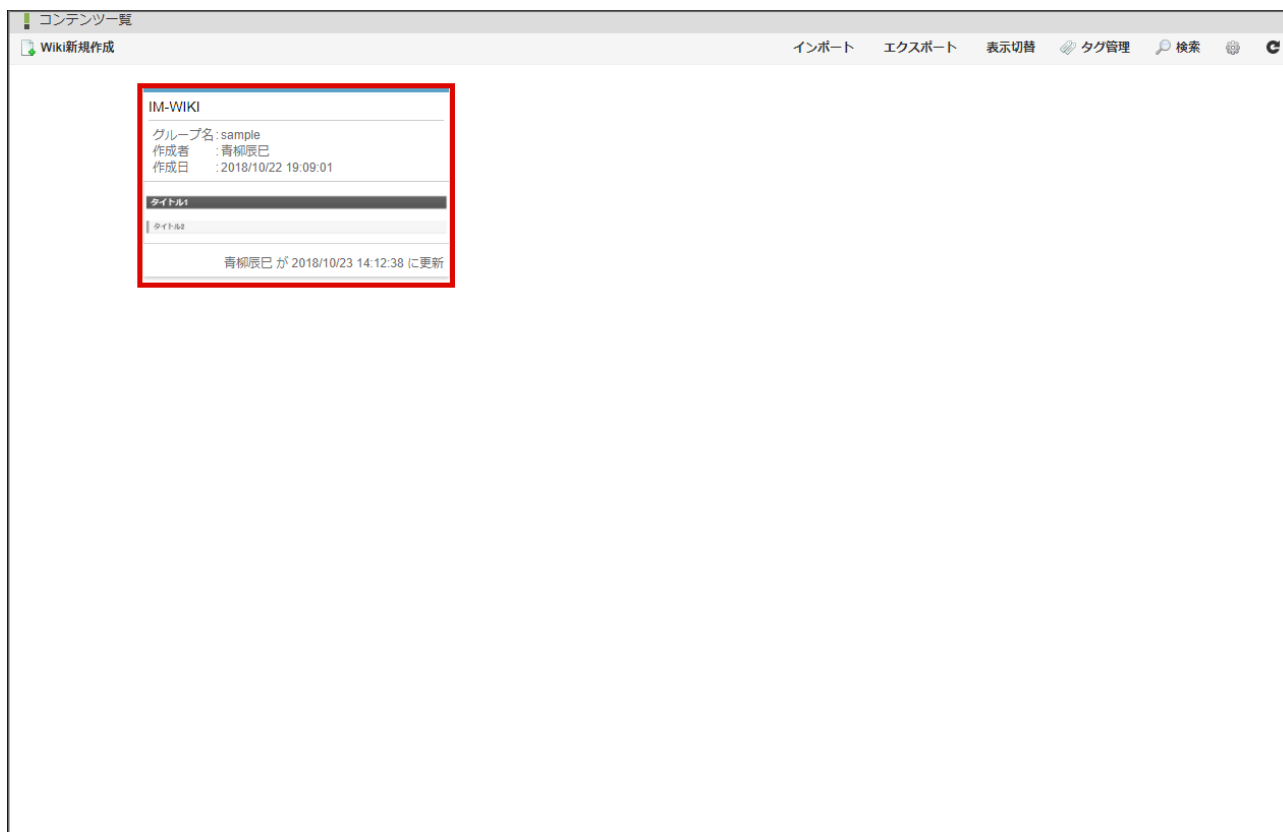 コンテンツ一覧
Wiki新規作成 インポート エクスポート 表示切替 タグ管理 検索
IM-WIKI
グループ名 : sample
作成者 : 青柳辰巳
作成日 : 2018/10/22 19:09:01
タイトル1
タイトル2
青柳辰巳 が 2018/10/23 14:12:38 に更新